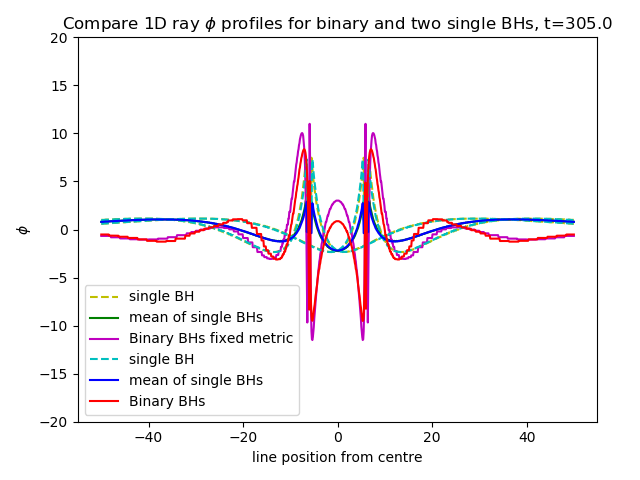 Compare 1D ray ϕ profiles for binary and two single BHs, t=305.0
20
15
10
5
0
−5
−10
−15
−20
ϕ
single BH
mean of single BHs
Binary BHs fixed metric
single BH
mean of single BHs
Binary BHs
−40 −20 0 20 40
line position from centre